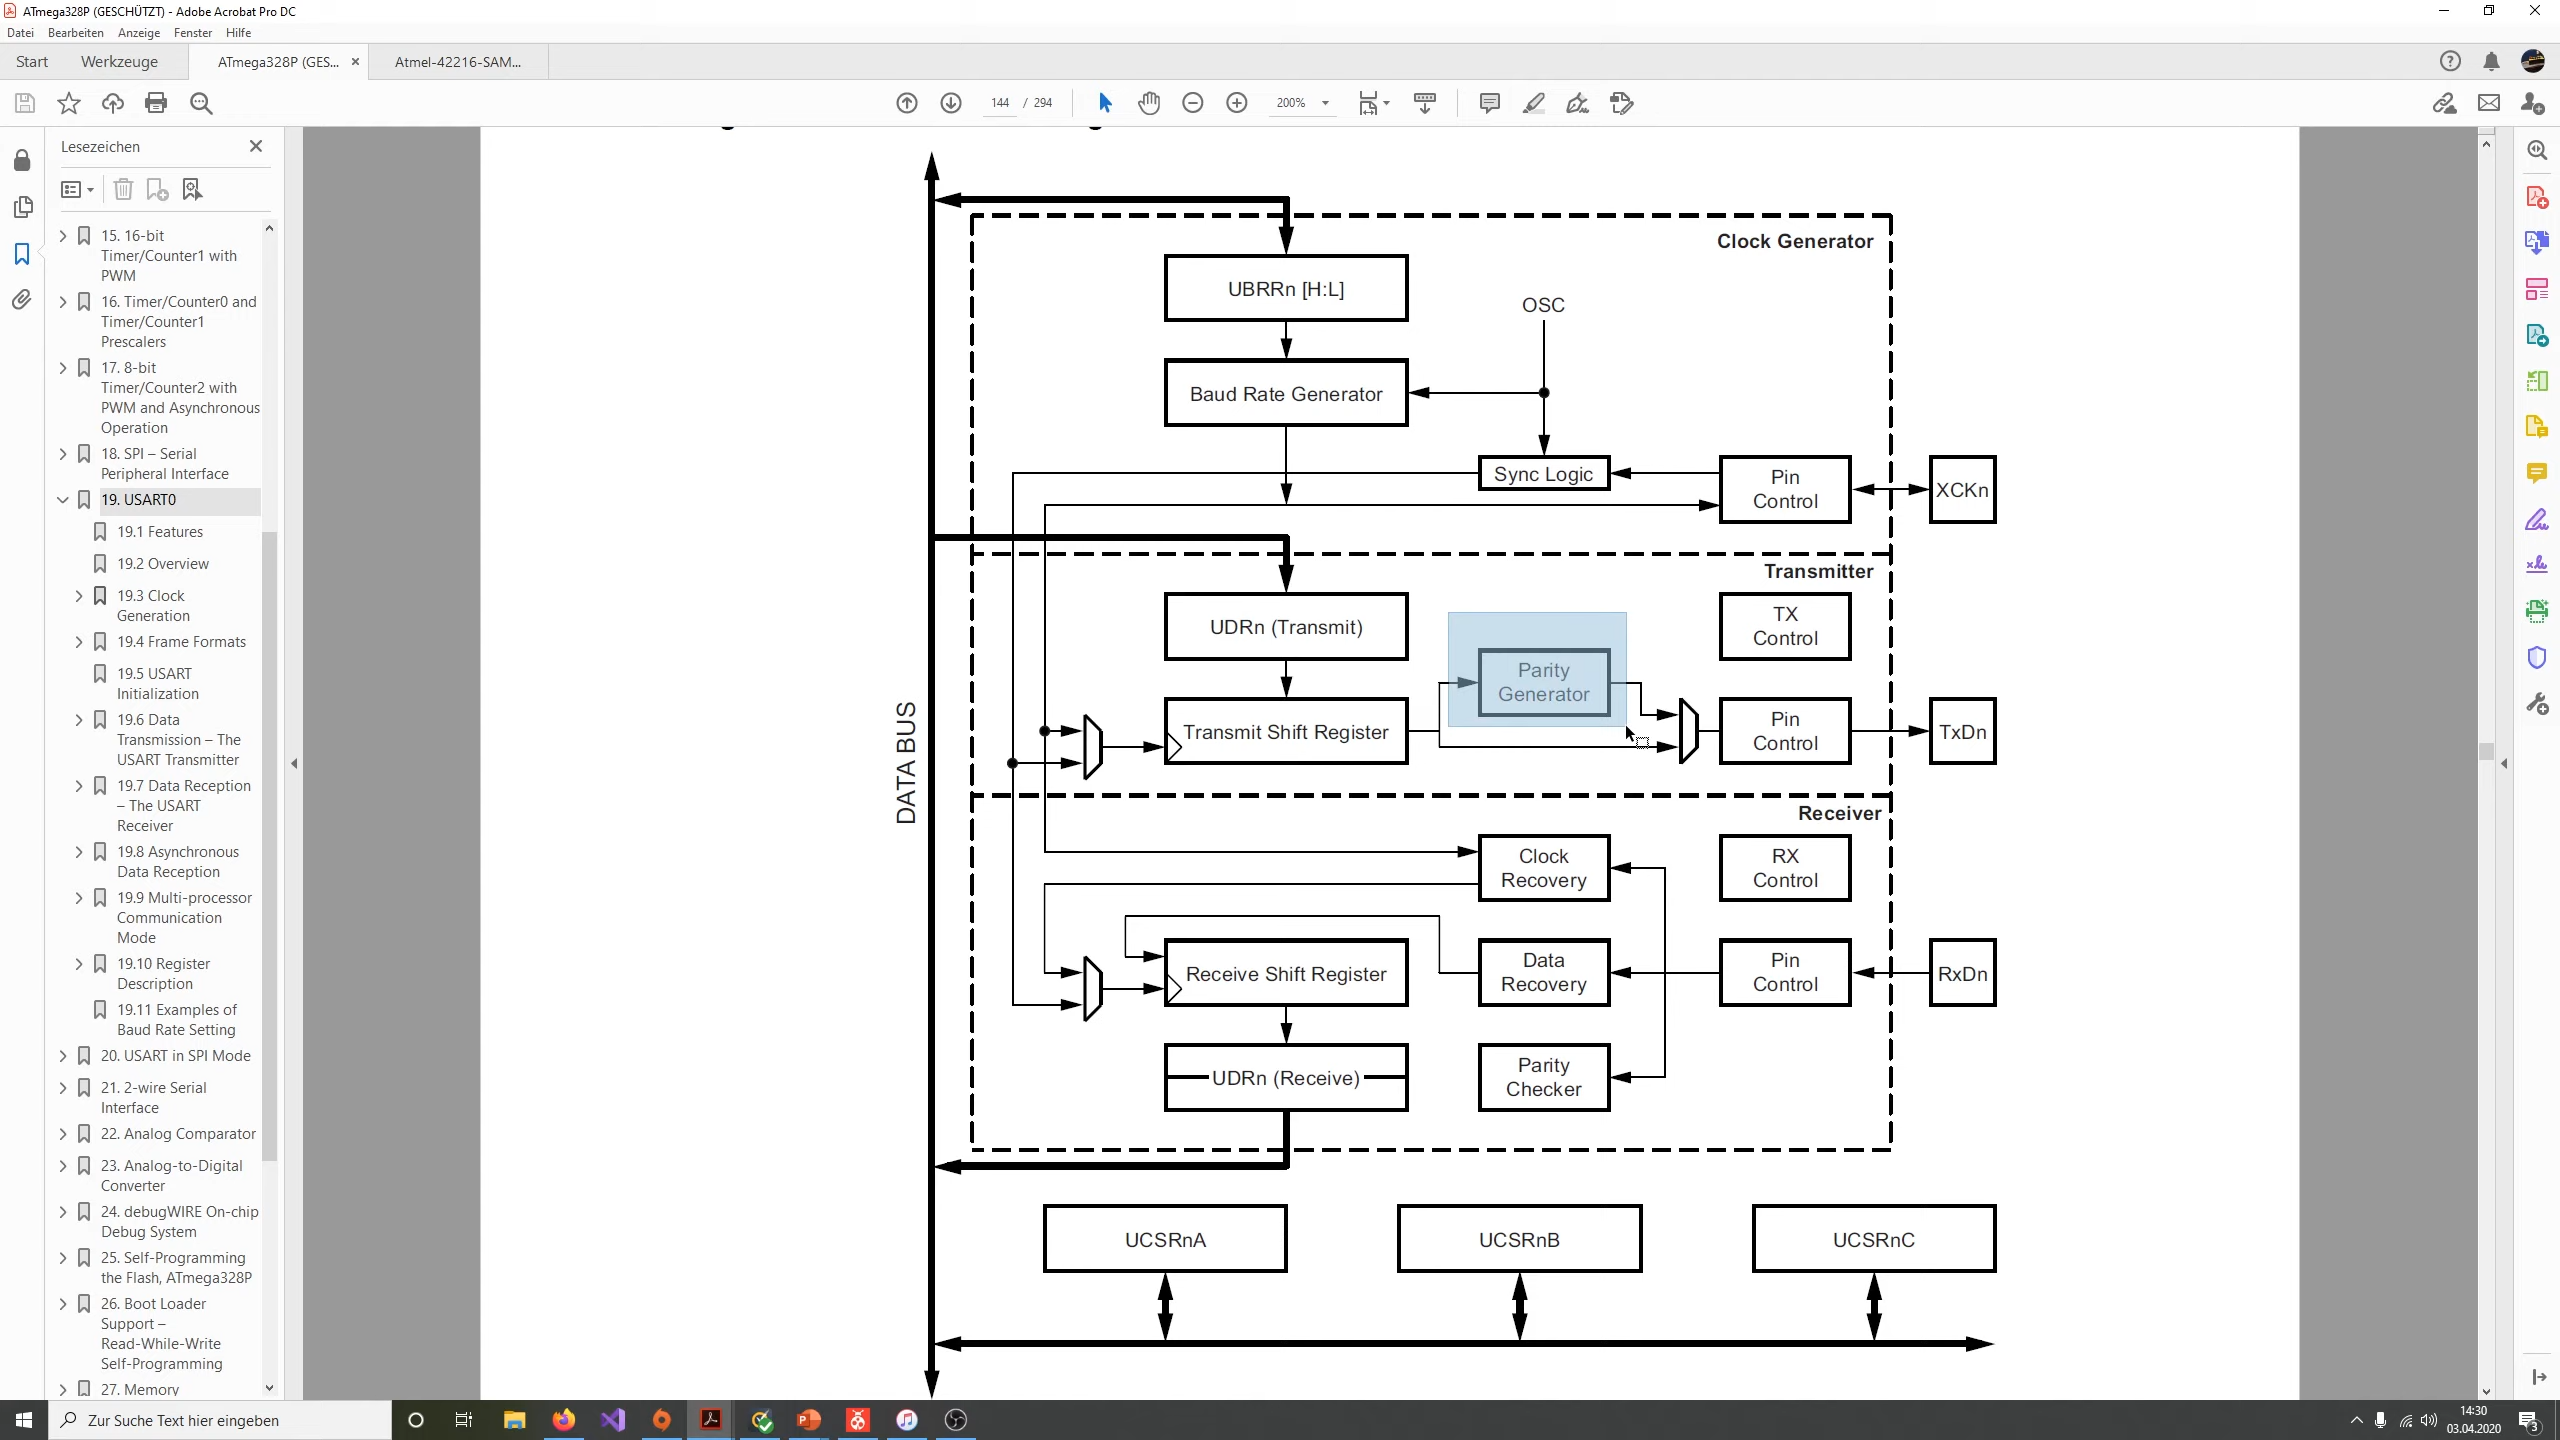 ATmega328P (GESCHÜTZT) - Adobe Acrobat Pro DC
Datei Bearbeiten Anzeige Fenster Hilfe
Start Werkzeuge ATmega328P (GES... Atmel-42216-SAM...
144 / 294 200%
Lesezeichen
15. 16-bit
Timer/Counter1 with
PWM
16. Timer/Counter0 and
Timer/Counter1
Prescalers
17. 8-bit
Timer/Counter2 with
PWM and Asynchronous
Operation
18. SPI – Serial
Peripheral Interface
19. USART0
19.1 Features
19.2 Overview
19.3 Clock
Generation
19.4 Frame Formats
19.5 USART
Initialization
19.6 Data
Transmission – The
USART Transmitter
19.7 Data Reception
– The USART
Receiver
19.8 Asynchronous
Data Reception
19.9 Multi-processor
Communication
Mode
19.10 Register
Description
19.11 Examples of
Baud Rate Setting
20. USART in SPI Mode
21. 2-wire Serial
Interface
22. Analog Comparator
23. Analog-to-Digital
Converter
24. debugWIRE On-chip
Debug System
25. Self-Programming
the Flash, ATmega328P
26. Boot Loader
Support –
Read-While-Write
Self-Programming
27. Memory
DATA BUS
Clock Generator
UBRRn [H:L]
OSC
Baud Rate Generator
Sync Logic
Pin
Control
XCKn
Transmitter
UDRn (Transmit)
TX
Control
Parity
Generator
Transmit Shift Register
Pin
Control
TxDn
Receiver
Clock
Recovery
RX
Control
Receive Shift Register
Data
Recovery
Pin
Control
RxDn
UDRn (Receive)
Parity
Checker
UCSRnA UCSRnB UCSRnC
Zur Suche Text hier eingeben
14:30
03.04.2020
3